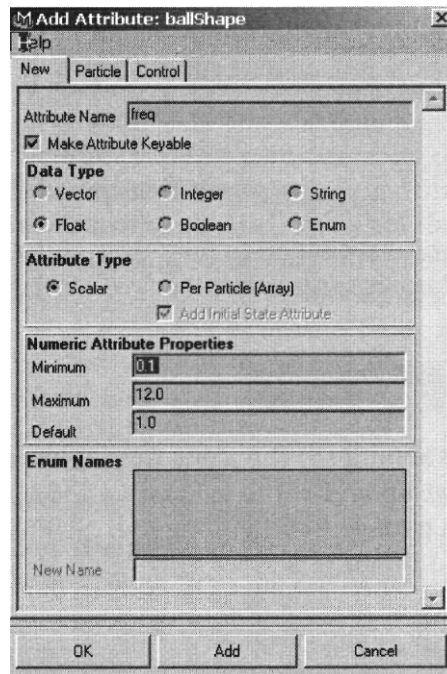 Add Attribute: ballShape
Help
New Particle Control
Attribute Name freq
Make Attribute Keyable
Data Type
Vector Integer String
Float Boolean Enum
Attribute Type
Scalar Per Particle (Array)
Add Initial State Attribute
Numeric Attribute Properties
Minimum 0.1
Maximum 12.0
Default 1.0
Enum Names
New Name
OK Add Cancel